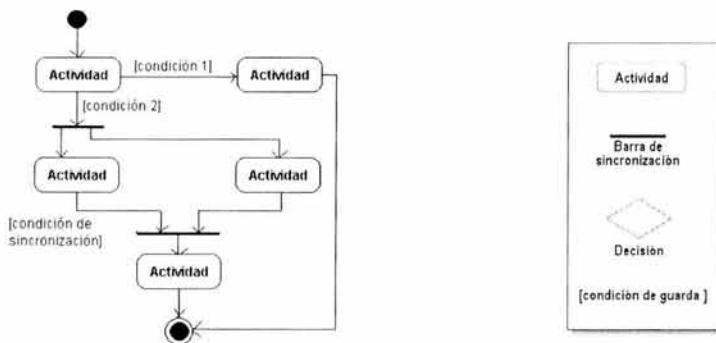 Actividad
[condición 1]
Actividad
[condición 2]
Actividad
Actividad
[condición de
sincronización]
Actividad
Actividad
Barra de
sincronización
Decisión
[condición de guarda ]